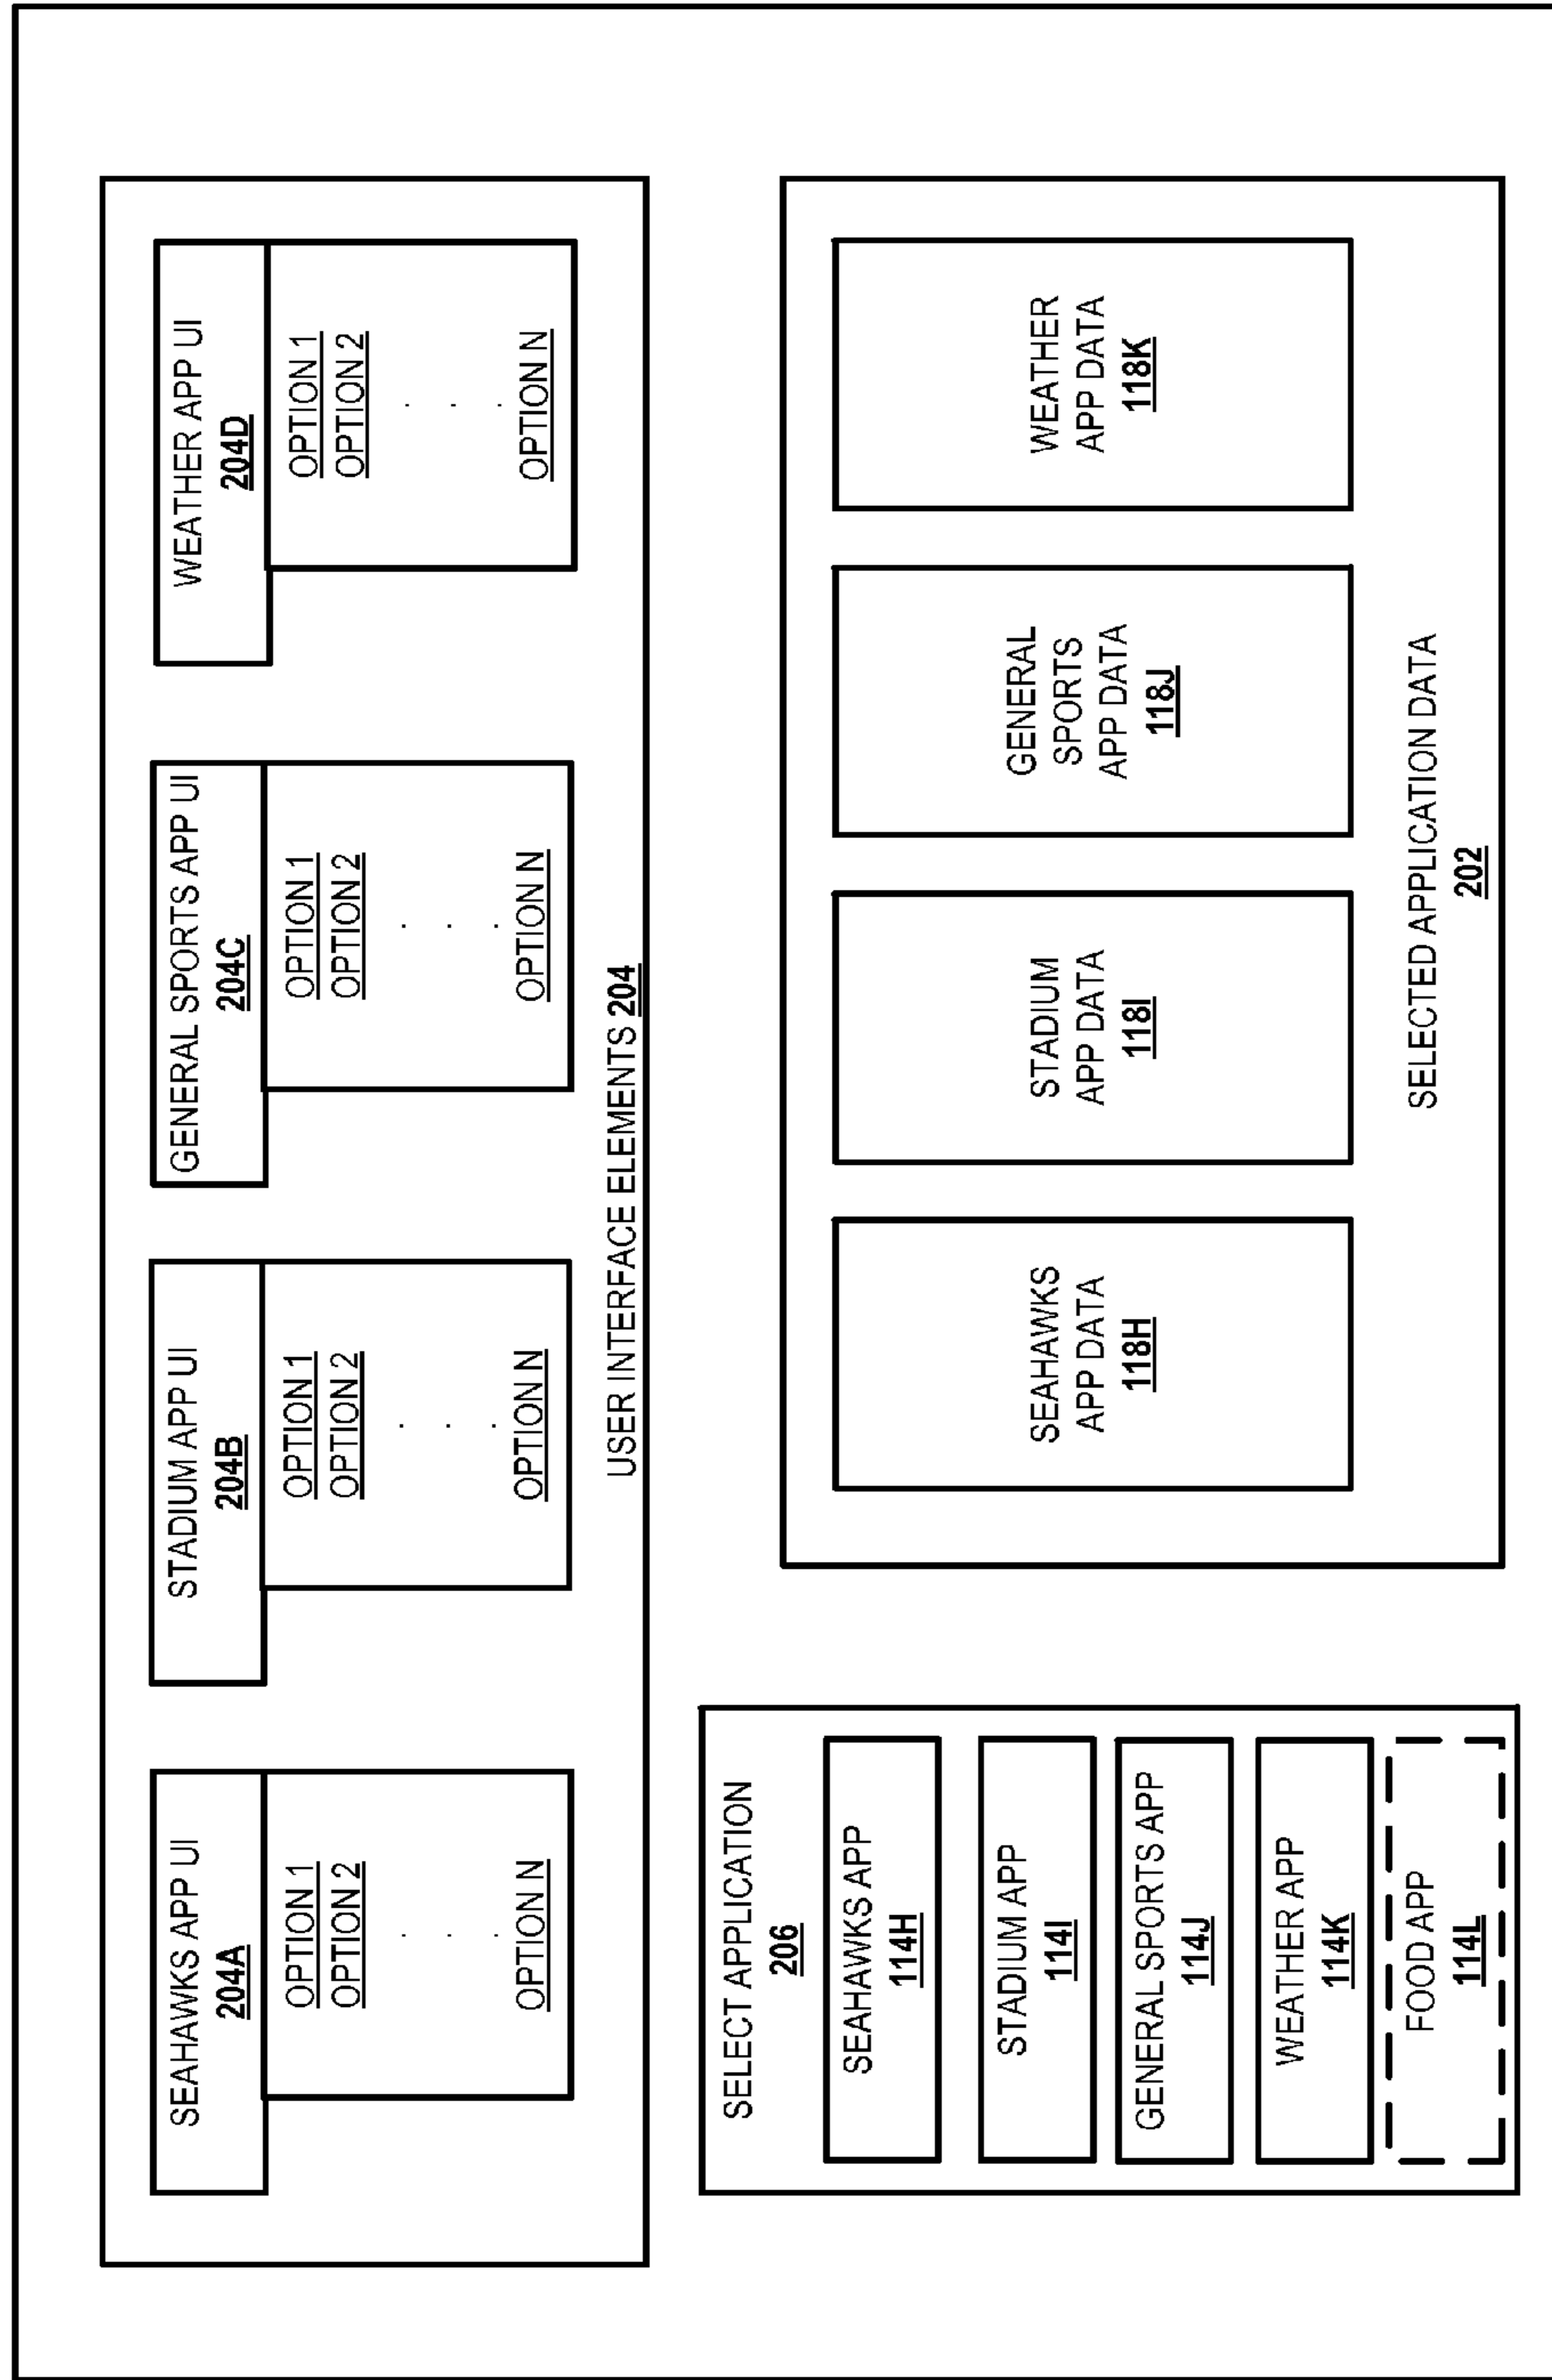 SEAHAWKS APP UI
204A
OPTION 1
OPTION 2
.
.
.
OPTION N
STADIUM APP UI
204B
OPTION 1
OPTION 2
.
.
.
OPTION N
GENERAL SPORTS APP UI
204C
OPTION 1
OPTION 2
.
.
.
OPTION N
WEATHER APP UI
204D
OPTION 1
OPTION 2
.
.
.
OPTION N
USER INTERFACE ELEMENTS 204
SELECT APPLICATION
206
SEAHAWKS APP
114H
STADIUM APP
114I
GENERAL SPORTS APP
114J
WEATHER APP
114K
FOOD APP
114L
SEAHAWKS
APP DATA
118H
STADIUM
APP DATA
118I
GENERAL
SPORTS
APP DATA
118J
WEATHER
APP DATA
118K
SELECTED APPLICATION DATA
202